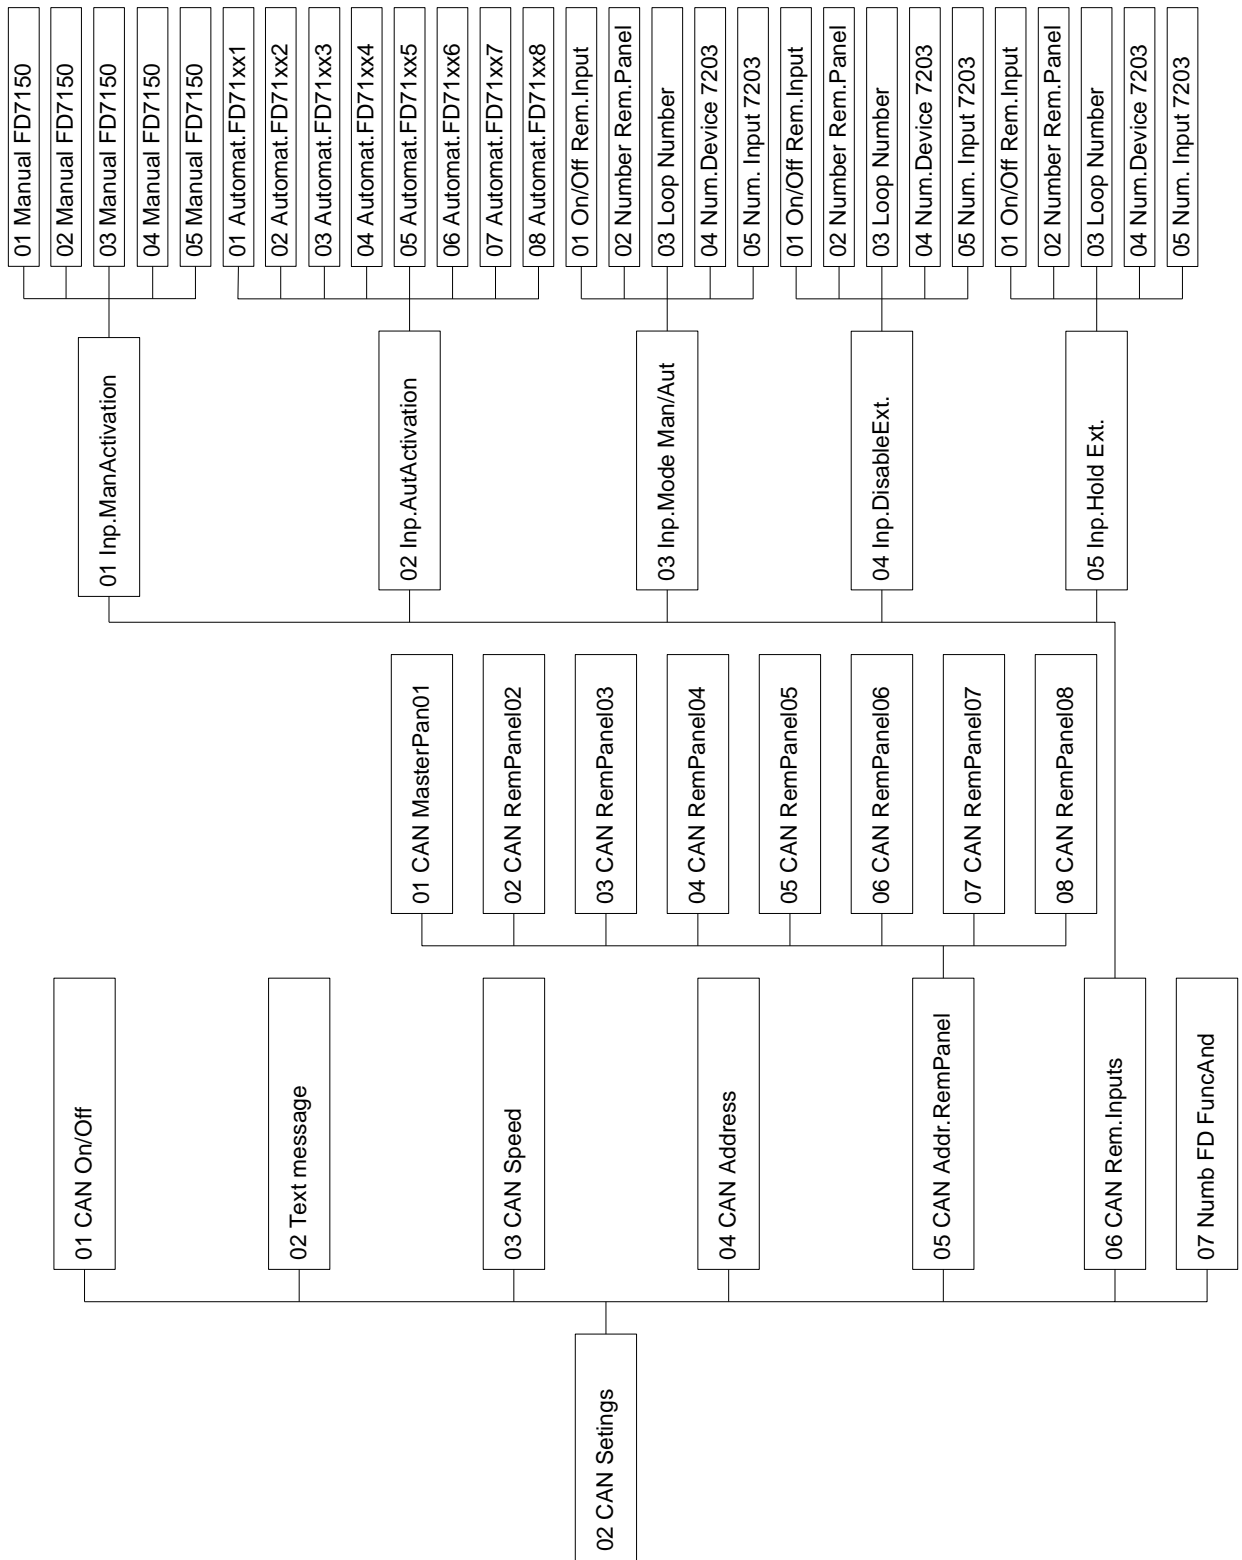 02 CAN Setings
01 CAN On/Off
02 Text message
03 CAN Speed
04 CAN Address
05 CAN Addr.RemPanel
06 CAN Rem.Inputs
07 Numb FD FuncAnd
01 CAN MasterPan01
02 CAN RemPanel02
03 CAN RemPanel03
04 CAN RemPanel04
05 CAN RemPanel05
06 CAN RemPanel06
07 CAN RemPanel07
08 CAN RemPanel08
01 Inp.ManActivation
02 Inp.AutActivation
03 Inp.Mode Man/Aut
04 Inp.DisableExt.
05 Inp.Hold Ext.
01 Manual FD7150
02 Manual FD7150
03 Manual FD7150
04 Manual FD7150
05 Manual FD7150
01 Automat.FD71xx1
02 Automat.FD71xx2
03 Automat.FD71xx3
04 Automat.FD71xx4
05 Automat.FD71xx5
06 Automat.FD71xx6
07 Automat.FD71xx7
08 Automat.FD71xx8
01 On/Off Rem.Input
02 Number Rem.Panel
03 Loop Number
04 Num.Device 7203
05 Num. Input 7203
01 On/Off Rem.Input
02 Number Rem.Panel
03 Loop Number
04 Num.Device 7203
05 Num. Input 7203
01 On/Off Rem.Input
02 Number Rem.Panel
03 Loop Number
04 Num.Device 7203
05 Num. Input 7203